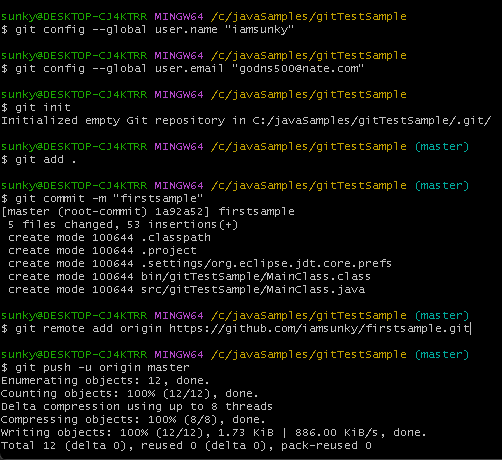 sunky@DESKTOP-CJ4KTRR MINGW64 /c/javaSamples/gitTestSample
$ git config --global user.name "iamsunky"
sunky@DESKTOP-CJ4KTRR MINGW64 /c/javaSamples/gitTestSample
$ git config --global user.email "godns500@nate.com"
sunky@DESKTOP-CJ4KTRR MINGW64 /c/javaSamples/gitTestSample
$ git init
Initialized empty Git repository in C:/javaSamples/gitTestSample/.git/
sunky@DESKTOP-CJ4KTRR MINGW64 /c/javaSamples/gitTestSample (master)
$ git add .
sunky@DESKTOP-CJ4KTRR MINGW64 /c/javaSamples/gitTestSample (master)
$ git commit -m "firstsample"
[master (root-commit) 1a92a52] firstsample
5 files changed, 53 insertions(+)
create mode 100644 .classpath
create mode 100644 .project
create mode 100644 .settings/org.eclipse.jdt.core.prefs
create mode 100644 bin/gitTestSample/MainClass.class
create mode 100644 src/gitTestSample/MainClass.java
sunky@DESKTOP-CJ4KTRR MINGW64 /c/javaSamples/gitTestSample (master)
$ git remote add origin https://github.com/iamsunky/firstsample.git
sunky@DESKTOP-CJ4KTRR MINGW64 /c/javaSamples/gitTestSample (master)
$ git push -u origin master
Enumerating objects: 12, done.
Counting objects: 100% (12/12), done.
Delta compression using up to 8 threads
Compressing objects: 100% (8/8), done.
Writing objects: 100% (12/12), 1.73 KiB | 886.00 KiB/s, done.
Total 12 (delta 0), reused 0 (delta 0), pack-reused 0